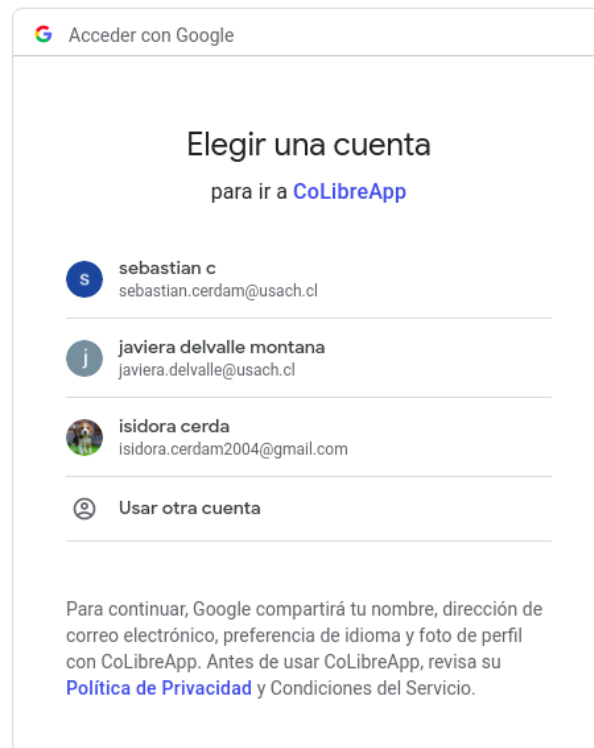 Acceder con Google
Elegir una cuenta
para ir a CoLibreApp
s
sebastian c
sebastian.cerdam@usach.cl
j
javiera delvalle montana
javiera.delvalle@usach.cl
isidora cerda
isidora.cerdam2004@gmail.com
Usar otra cuenta
Para continuar, Google compartirá tu nombre, dirección de
correo electrónico, preferencia de idioma y foto de perfil
con CoLibreApp. Antes de usar CoLibreApp, revisa su
Política de Privacidad y Condiciones del Servicio.